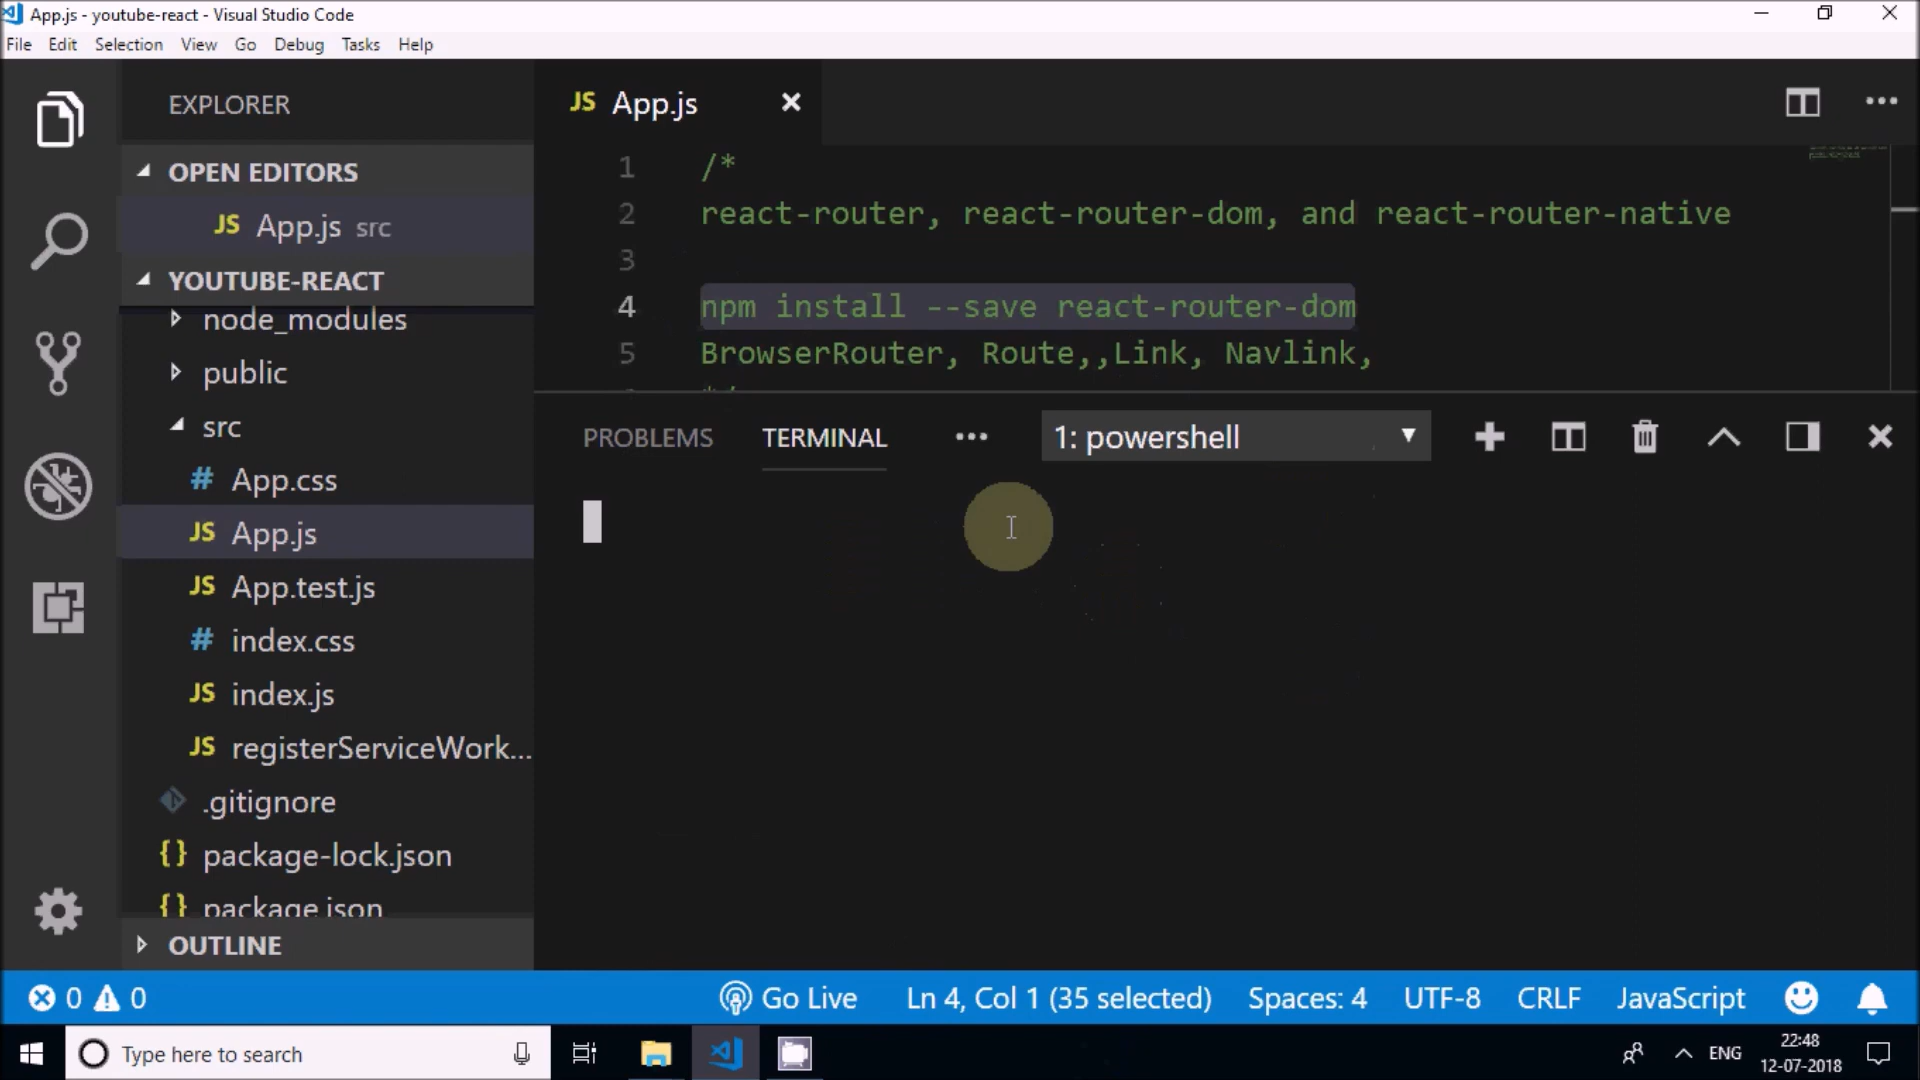 App.js - youtube-react - Visual Studio Code
File Edit Selection View Go Debug Tasks Help
EXPLORER
OPEN EDITORS
JS App.js src
YOUTUBE-REACT
node_modules
public
src
# App.css
JS App.js
JS App.test.js
# index.css
JS index.js
JS registerServiceWork...
.gitignore
{} package-lock.json
{} package.json
OUTLINE
JS App.js
1 /*
2 react-router, react-router-dom, and react-router-native
3
4 npm install --save react-router-dom
5 BrowserRouter, Route,,Link, Navlink,
*/
PROBLEMS TERMINAL ... 1: powershell
0 0 Go Live Ln 4, Col 1 (35 selected) Spaces: 4 UTF-8 CRLF JavaScript
Type here to search ENG 22:48
12-07-2018